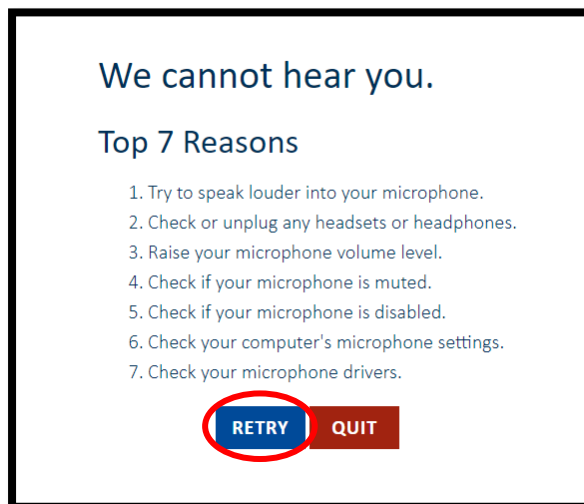 We cannot hear you.
Top 7 Reasons
1. Try to speak louder into your microphone.
2. Check or unplug any headsets or headphones.
3. Raise your microphone volume level.
4. Check if your microphone is muted.
5. Check if your microphone is disabled.
6. Check your computer's microphone settings.
7. Check your microphone drivers.
RETRY QUIT